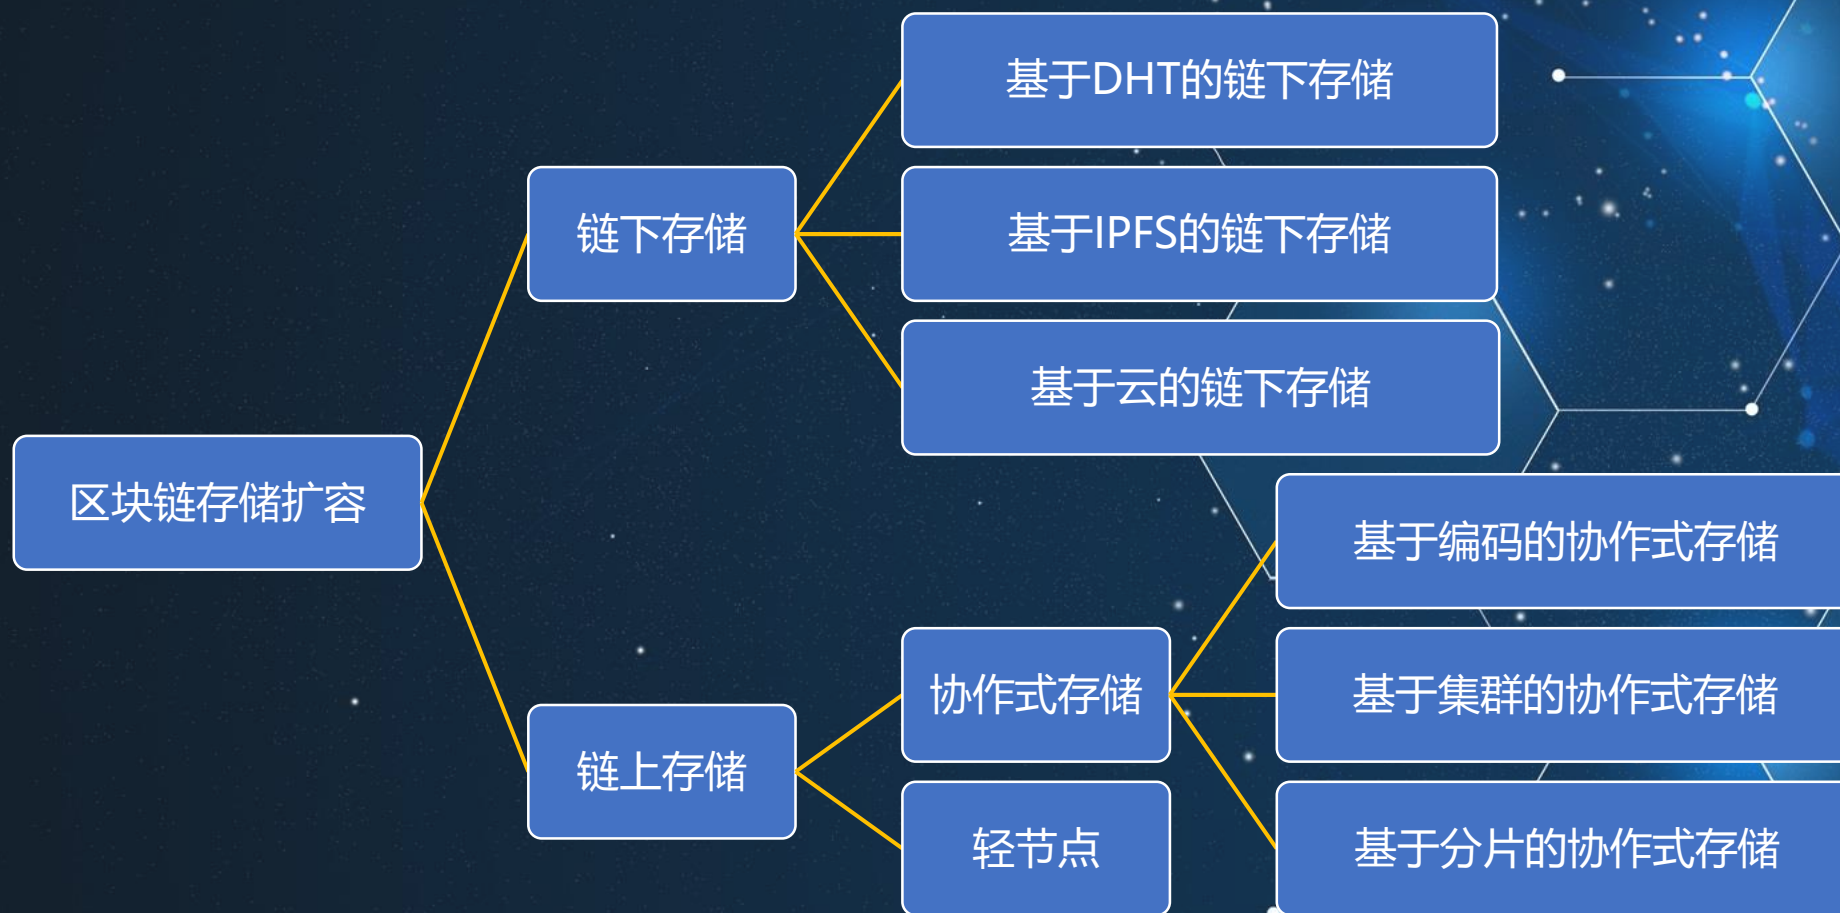 区块链存储扩容
链下存储
基于DHT的链下存储
基于IPFS的链下存储
基于云的链下存储
链上存储
协作式存储
基于编码的协作式存储
基于集群的协作式存储
基于分片的协作式存储
轻节点